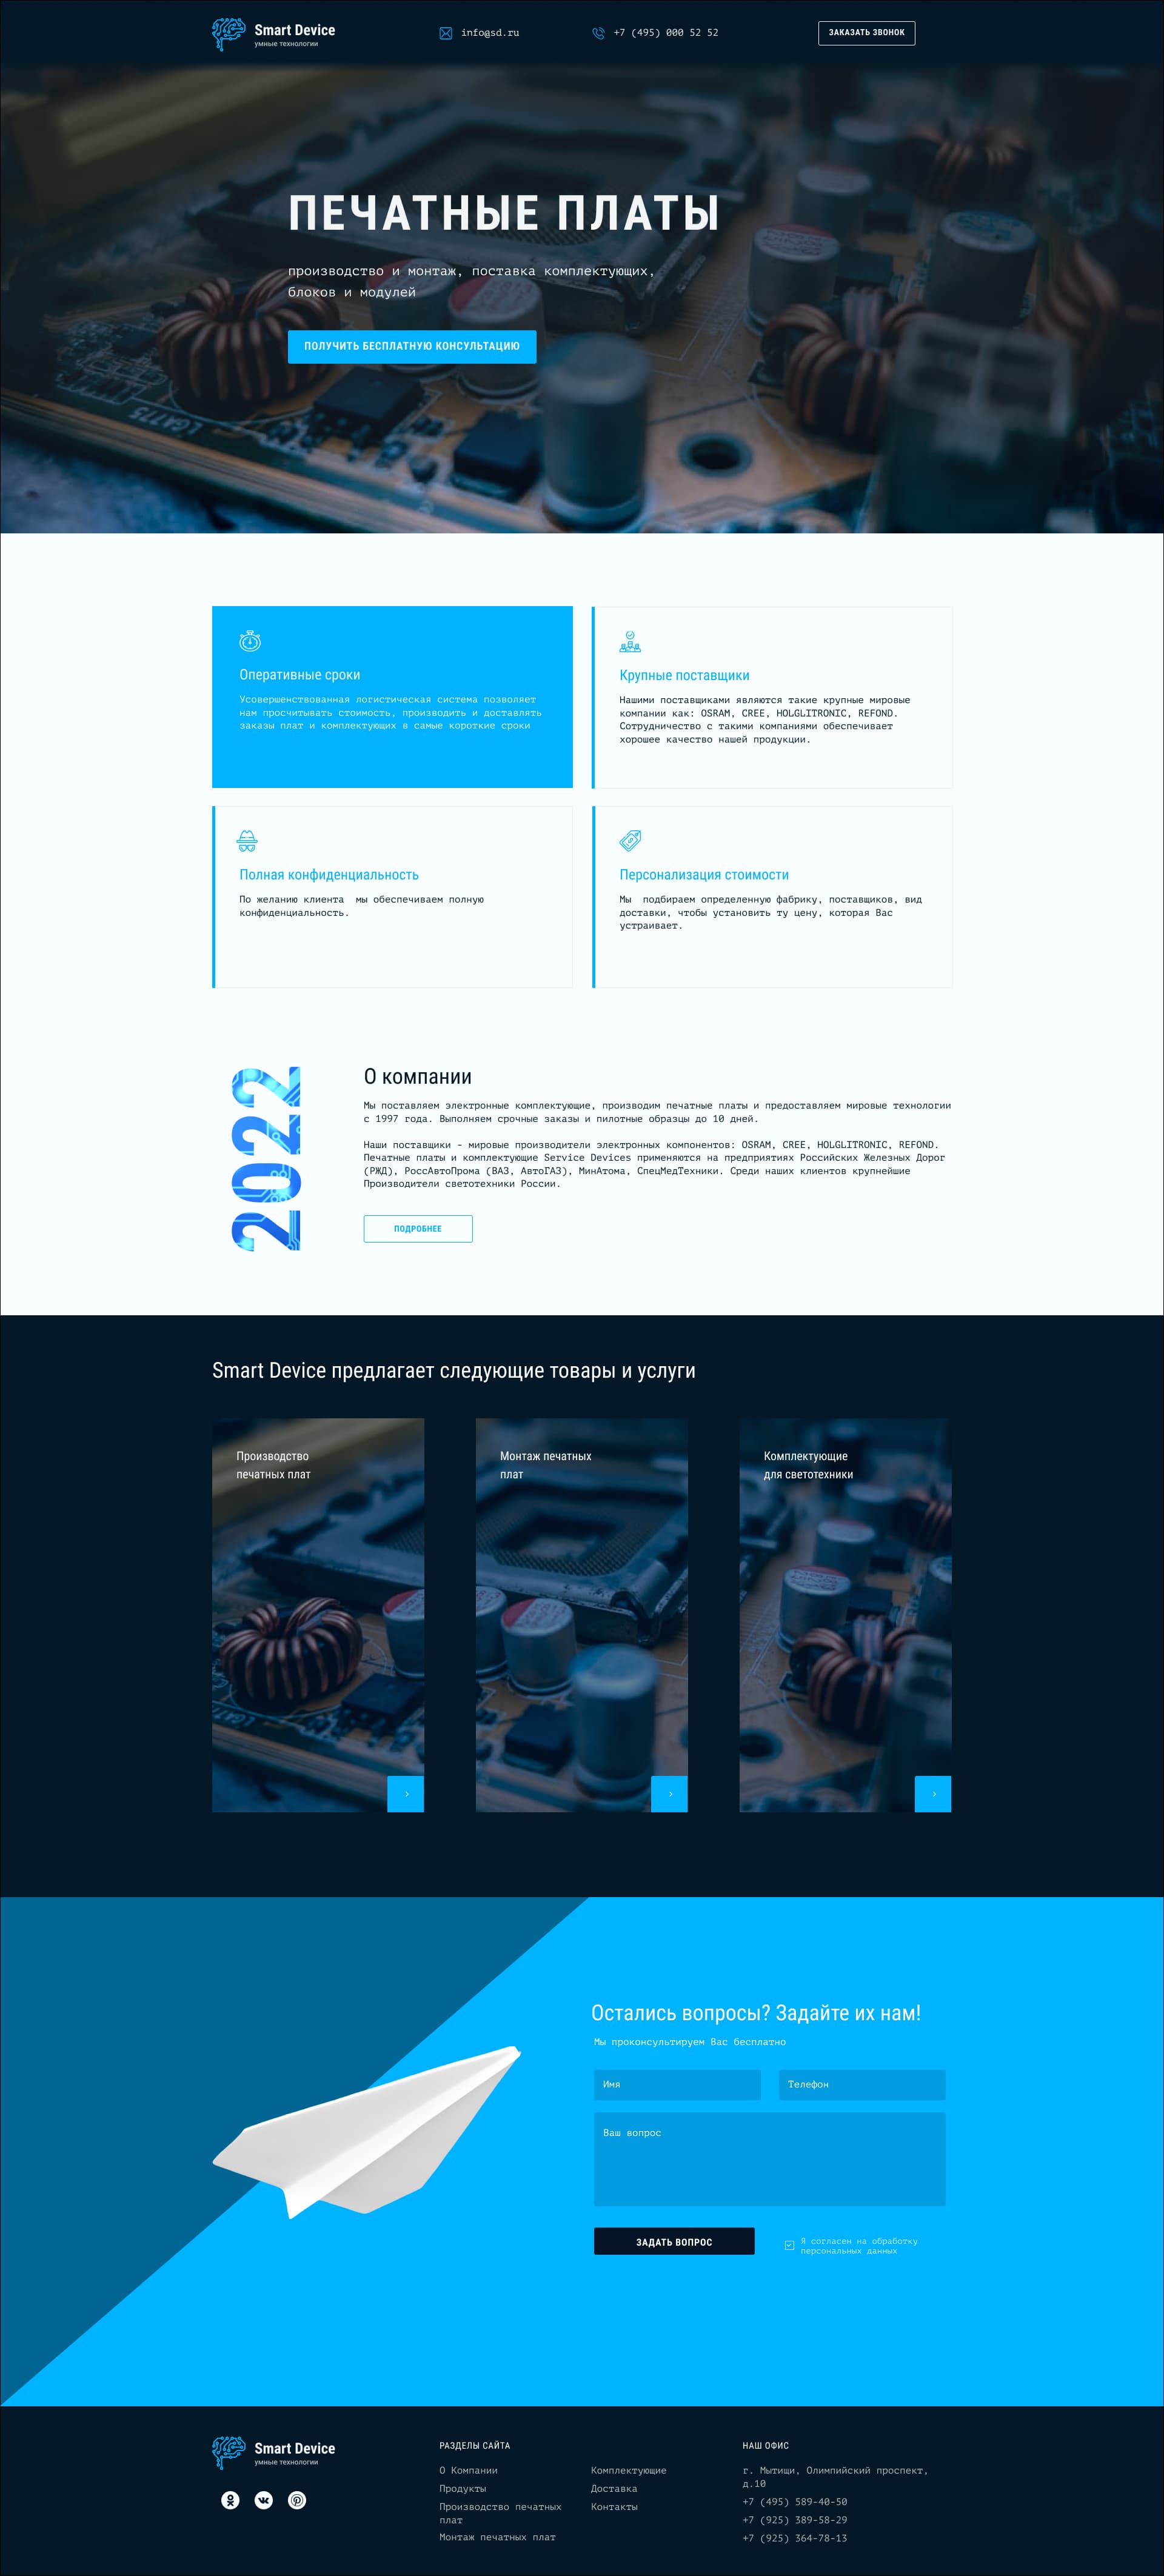 Smart Device
умные технологии
info@sd.ru
+7 (495) 000 52 52
ЗАКАЗАТЬ ЗВОНОК
ПЕЧАТНЫЕ ПЛАТЫ
производство и монтаж, поставка комплектующих,
блоков и модулей
ПОЛУЧИТЬ БЕСПЛАТНУЮ КОНСУЛЬТАЦИЮ
Оперативные сроки
Усовершенствованная логистическая система позволяет
нам просчитывать стоимость, производить и доставлять
заказы плат и комплектующих в самые короткие сроки
Крупные поставщики
Нашими поставщиками являются такие крупные мировые
компании как: OSRAM, CREE, HOLGLITRONIC, REFOND.
Сотрудничество с такими компаниями обеспечивает
хорошее качество нашей продукции.
Полная конфиденциальность
По желанию клиента  мы обеспечиваем полную
конфиденциальность.
Персонализация стоимости
Мы  подбираем определенную фабрику, поставщиков, вид
доставки, чтобы установить ту цену, которая Вас
устраивает.
2022
О компании
Мы поставляем электронные комплектующие, производим печатные платы и предоставляем мировые технологии
с 1997 года. Выполняем срочные заказы и пилотные образцы до 10 дней.
Наши поставщики - мировые производители электронных компонентов: OSRAM, CREE, HOLGLITRONIC, REFOND.
Печатные платы и комплектующие Service Devices применяются на предприятиях Российских Железных Дорог
(РЖД), РоссАвтоПрома (ВАЗ, АвтоГАЗ), МинАтома, СпецМедТехники. Среди наших клиентов крупнейшие
Производители светотехники России.
ПОДРОБНЕЕ
Smart Device предлагает следующие товары и услуги
Производство
печатных плат
Монтаж печатных
плат
Комплектующие
для светотехники
Остались вопросы? Задайте их нам!
Мы проконсультируем Вас бесплатно
Имя
Телефон
Ваш вопрос
ЗАДАТЬ ВОПРОС
Я согласен на обработку
персональных данных
Smart Device
умные технологии
РАЗДЕЛЫ САЙТА
О Компании
Продукты
Производство печатных
плат
Монтаж печатных плат
Комплектующие
Доставка
Контакты
НАШ ОФИС
г. Мытищи, Олимпийский проспект,
д.10
+7 (495) 589-40-50
+7 (925) 389-58-29
+7 (925) 364-78-13